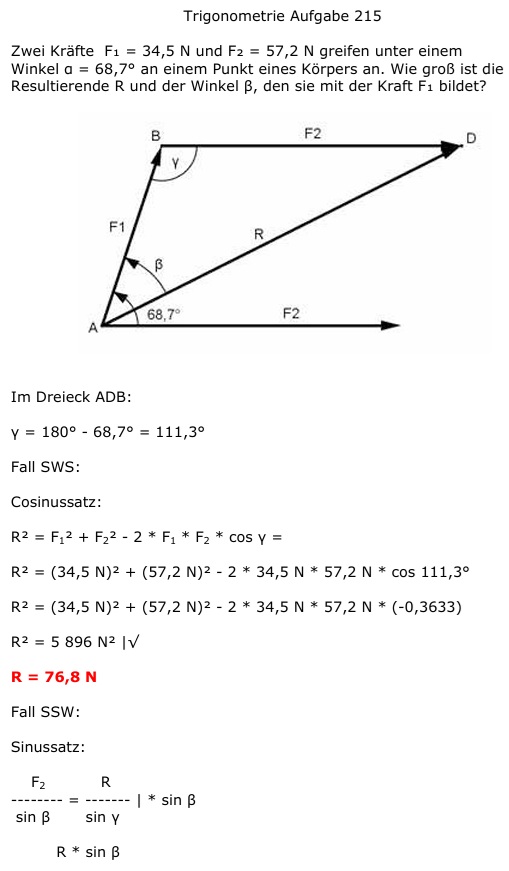 Trigonometrie Aufgabe 215
Zwei Kräfte F₁ = 34,5 N und F₂ = 57,2 N greifen unter einem
Winkel α = 68,7° an einem Punkt eines Körpers an. Wie groß ist die
Resultierende R und der Winkel β, den sie mit der Kraft F₁ bildet?
B
F2
D
γ
F1
R
β
68,7°
F2
A
Im Dreieck ADB:
γ = 180° - 68,7° = 111,3°
Fall SWS:
Cosinussatz:
R² = F₁² + F₂² - 2 * F₁ * F₂ * cos γ =
R² = (34,5 N)² + (57,2 N)² - 2 * 34,5 N * 57,2 N * cos 111,3°
R² = (34,5 N)² + (57,2 N)² - 2 * 34,5 N * 57,2 N * (-0,3633)
R² = 5 896 N² |√
R = 76,8 N
Fall SSW:
Sinussatz:
F₂ R
-------- = ------- | * sin β
sin β sin γ
R * sin β